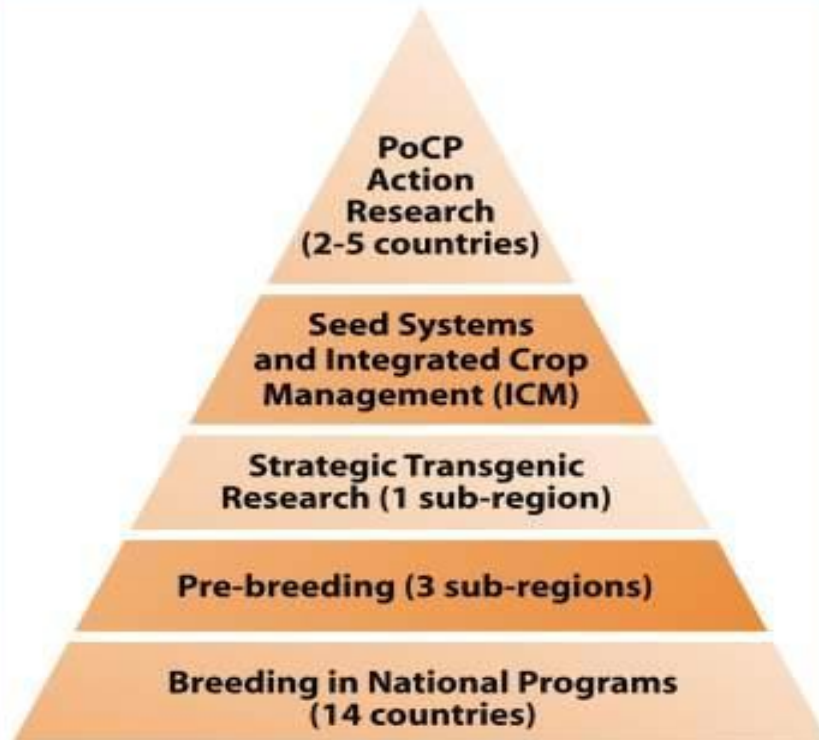 PoCP
Action
Research
(2-5 countries)
Seed Systems
and Integrated Crop
Management (ICM)
Strategic Transgenic
Research (1 sub-region)
Pre-breeding (3 sub-regions)
Breeding in National Programs
(14 countries)